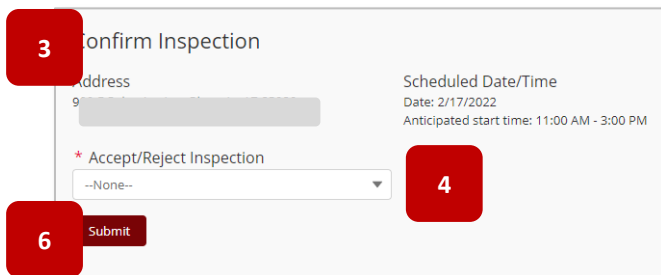 3
Confirm Inspection
Address
Scheduled Date/Time
Date: 2/17/2022
Anticipated start time: 11:00 AM - 3:00 PM
* Accept/Reject Inspection
--None--
4
Submit
6